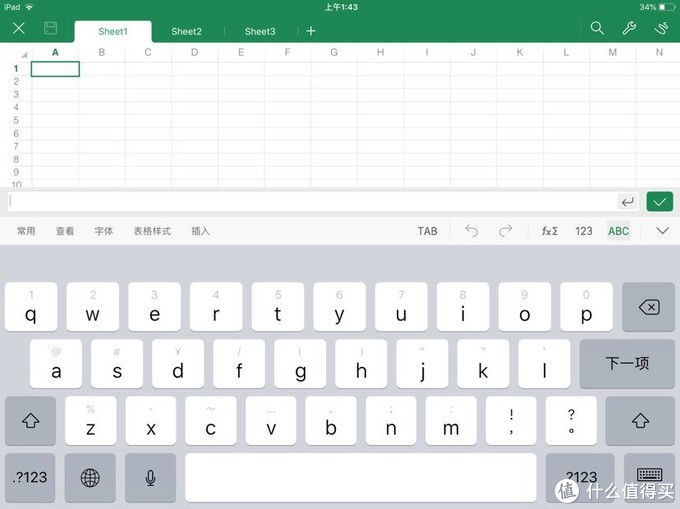 iPad 上午1:43 34%
Sheet1 Sheet2 Sheet3 +
A B C D E F G H I J K L M N
1
2
3
4
5
6
7
8
9
10
常用 查看 字体 表格样式 插入 TAB fxΣ 123 ABC
1 2 3 4 5 6 7 8 9 0
q w e r t y u i o p
@ # ¥ / ( ) “ ” '
a s d f g h j k l 下一项
% - ~ … 、 ; : ! ?
z x c v b n m , 。
.?123 .?123
值 什么值得买